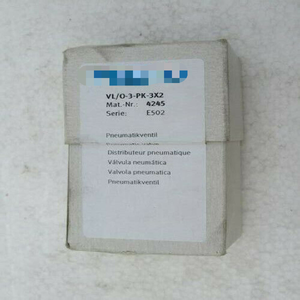 VL/O-3-PK-3X2
Mat.-Nr.: 4245
Serie: E502
Pneumatikventil
Distributeur pneumatique
Válvula neumática
Valvola pneumatica
Pneumatikventil